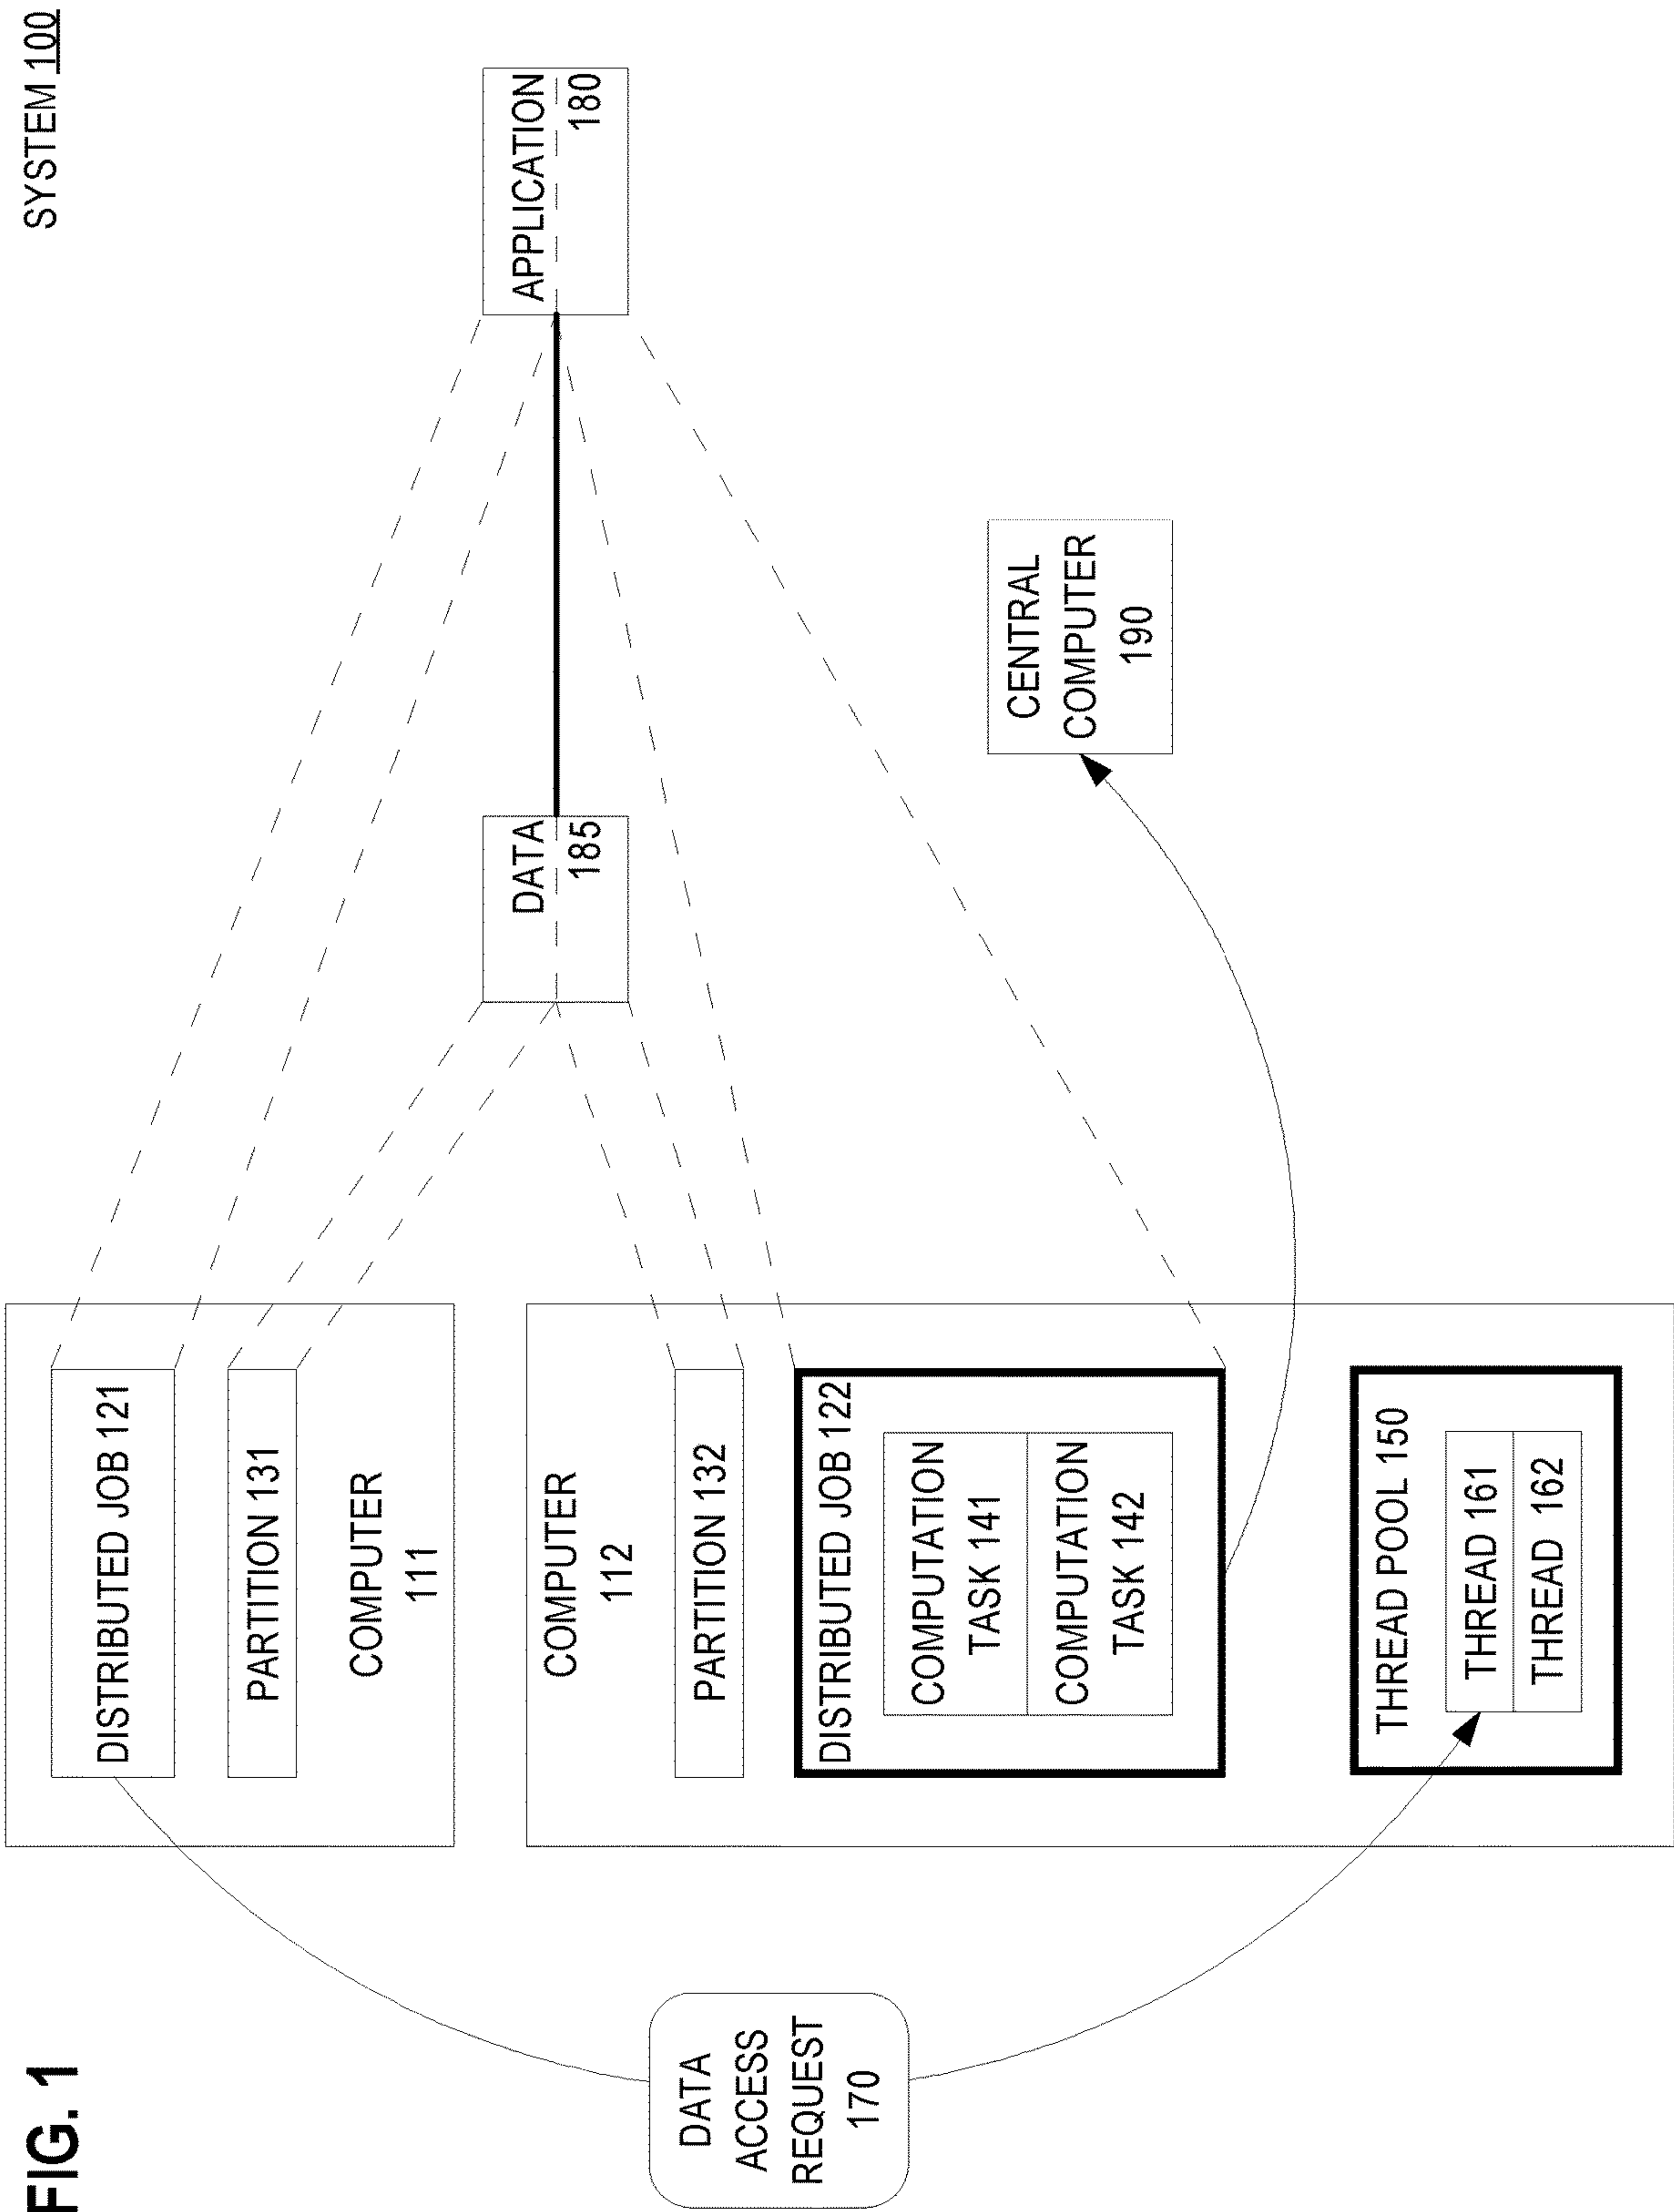 FIG. 1
SYSTEM 100
DISTRIBUTED JOB 121
PARTITION 131
COMPUTER
111
COMPUTER
112
PARTITION 132
DISTRIBUTED JOB 122
COMPUTATION
TASK 141
COMPUTATION
TASK 142
THREAD POOL 150
THREAD 161
THREAD 162
DATA
ACCESS
REQUEST
170
DATA
185
APPLICATION
180
CENTRAL
COMPUTER
190